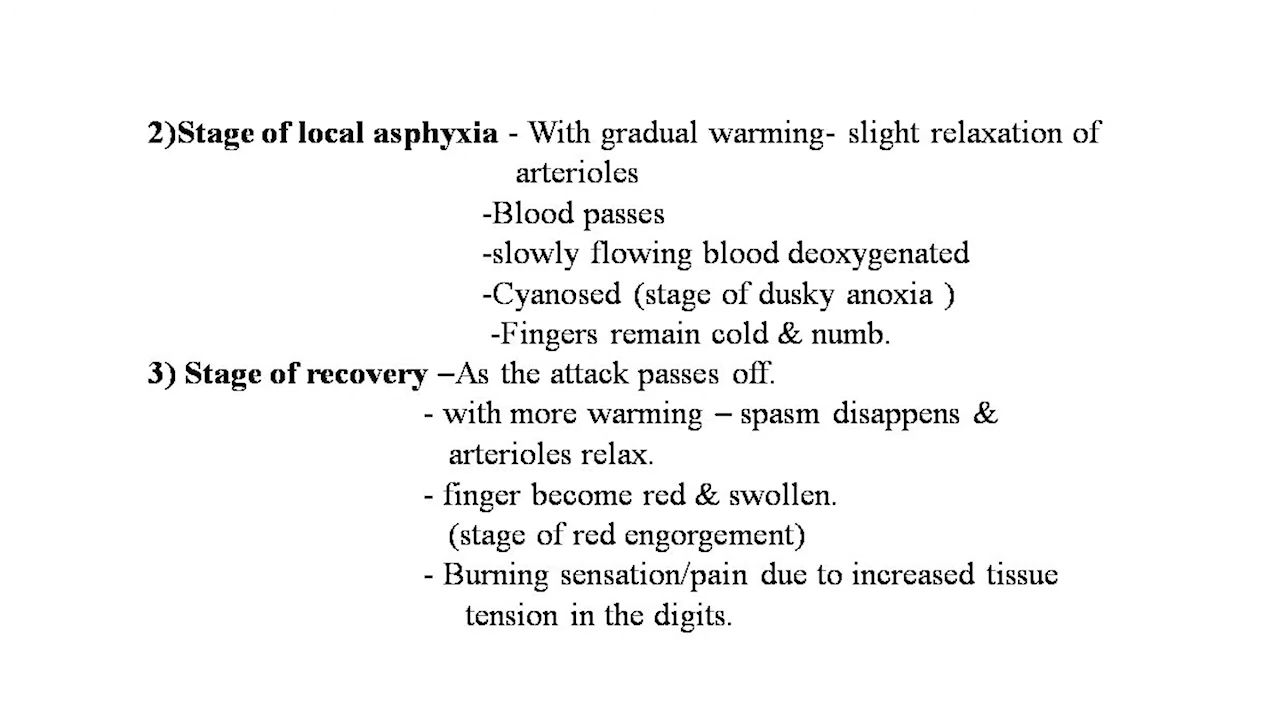 2)Stage of local asphyxia - With gradual warming- slight relaxation of
arterioles
-Blood passes
-slowly flowing blood deoxygenated
-Cyanosed (stage of dusky anoxia )
-Fingers remain cold & numb.
3) Stage of recovery –As the attack passes off.
- with more warming – spasm disappens &
arterioles relax.
- finger become red & swollen.
(stage of red engorgement)
- Burning sensation/pain due to increased tissue
tension in the digits.